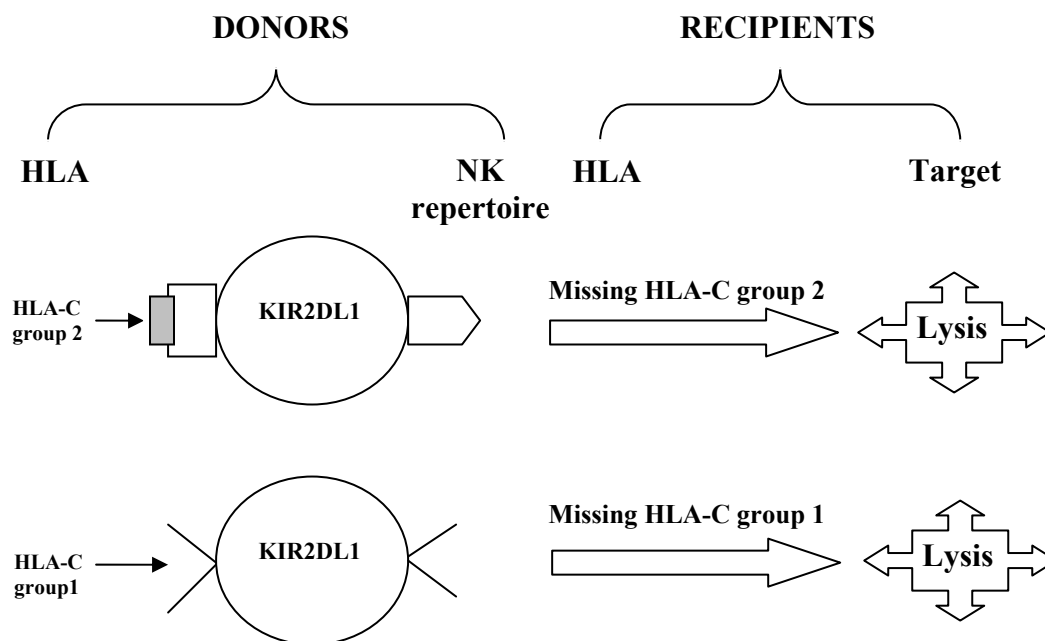 DONORS RECIPIENTS
HLA NK repertoire HLA Target
HLA-C
group 2
KIR2DL1
Missing HLA-C group 2
Lysis
HLA-C
group1
KIR2DL1
Missing HLA-C group 1
Lysis